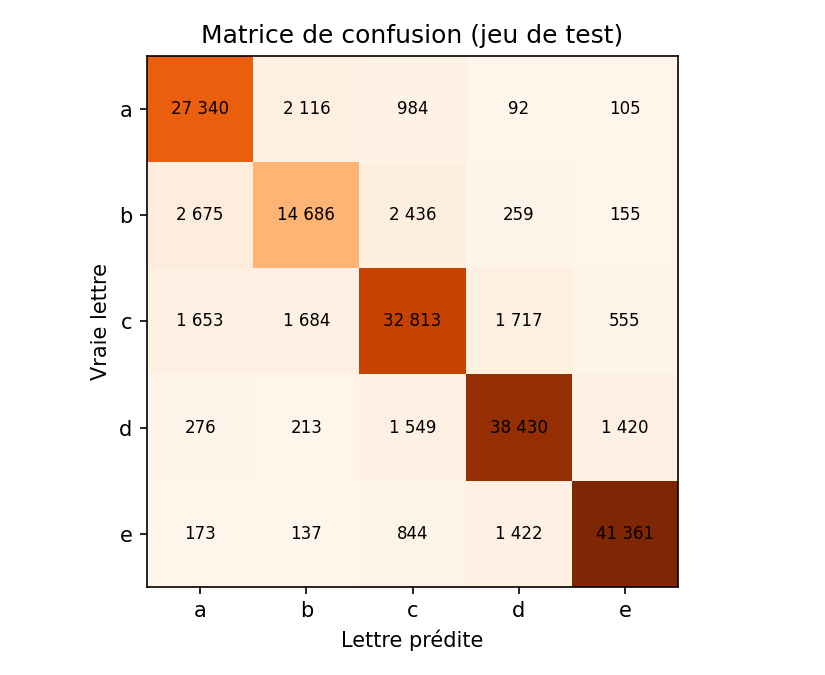 Matrice de confusion (jeu de test)
a 27 340 2 116 984 92 105
b 2 675 14 686 2 436 259 155
c 1 653 1 684 32 813 1 717 555
d 276 213 1 549 38 430 1 420
e 173 137 844 1 422 41 361
a b c d e
Lettre prédite
Vraie lettre